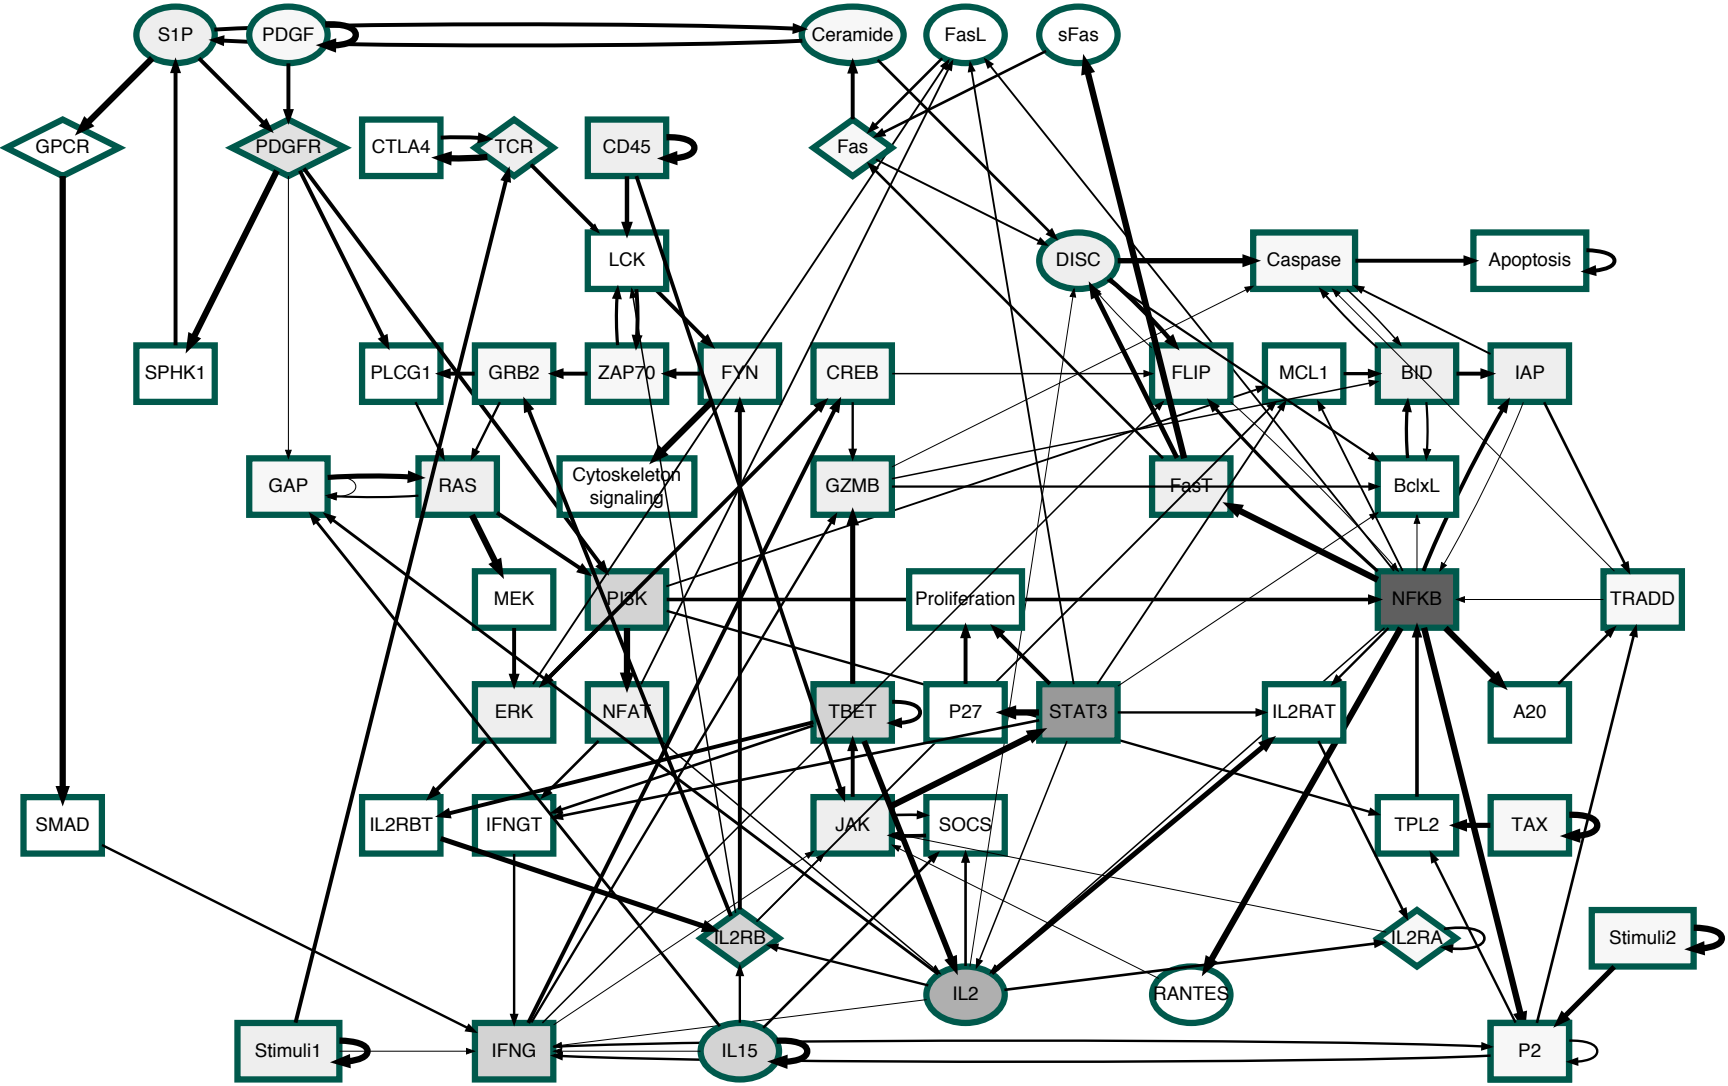 S1P
PDGF
Ceramide
FasL
sFas
GPCR
PDGFR
CTLA4
TCR
CD45
Fas
LCK
DISC
Caspase
Apoptosis
SPHK1
PLCG1
GRB2
ZAP70
FYN
CREB
FLIP
MCL1
BID
IAP
GAP
RAS
Cytoskeleton
signaling
GZMB
FasT
BclxL
MEK
PI3K
Proliferation
NFKB
TRADD
ERK
NFAT
TBET
P27
STAT3
IL2RAT
A20
SMAD
IL2RBT
IFNGT
JAK
SOCS
TPL2
TAX
IL2RB
IL2RA
Stimuli2
IL2
RANTES
Stimuli1
IFNG
IL15
P2